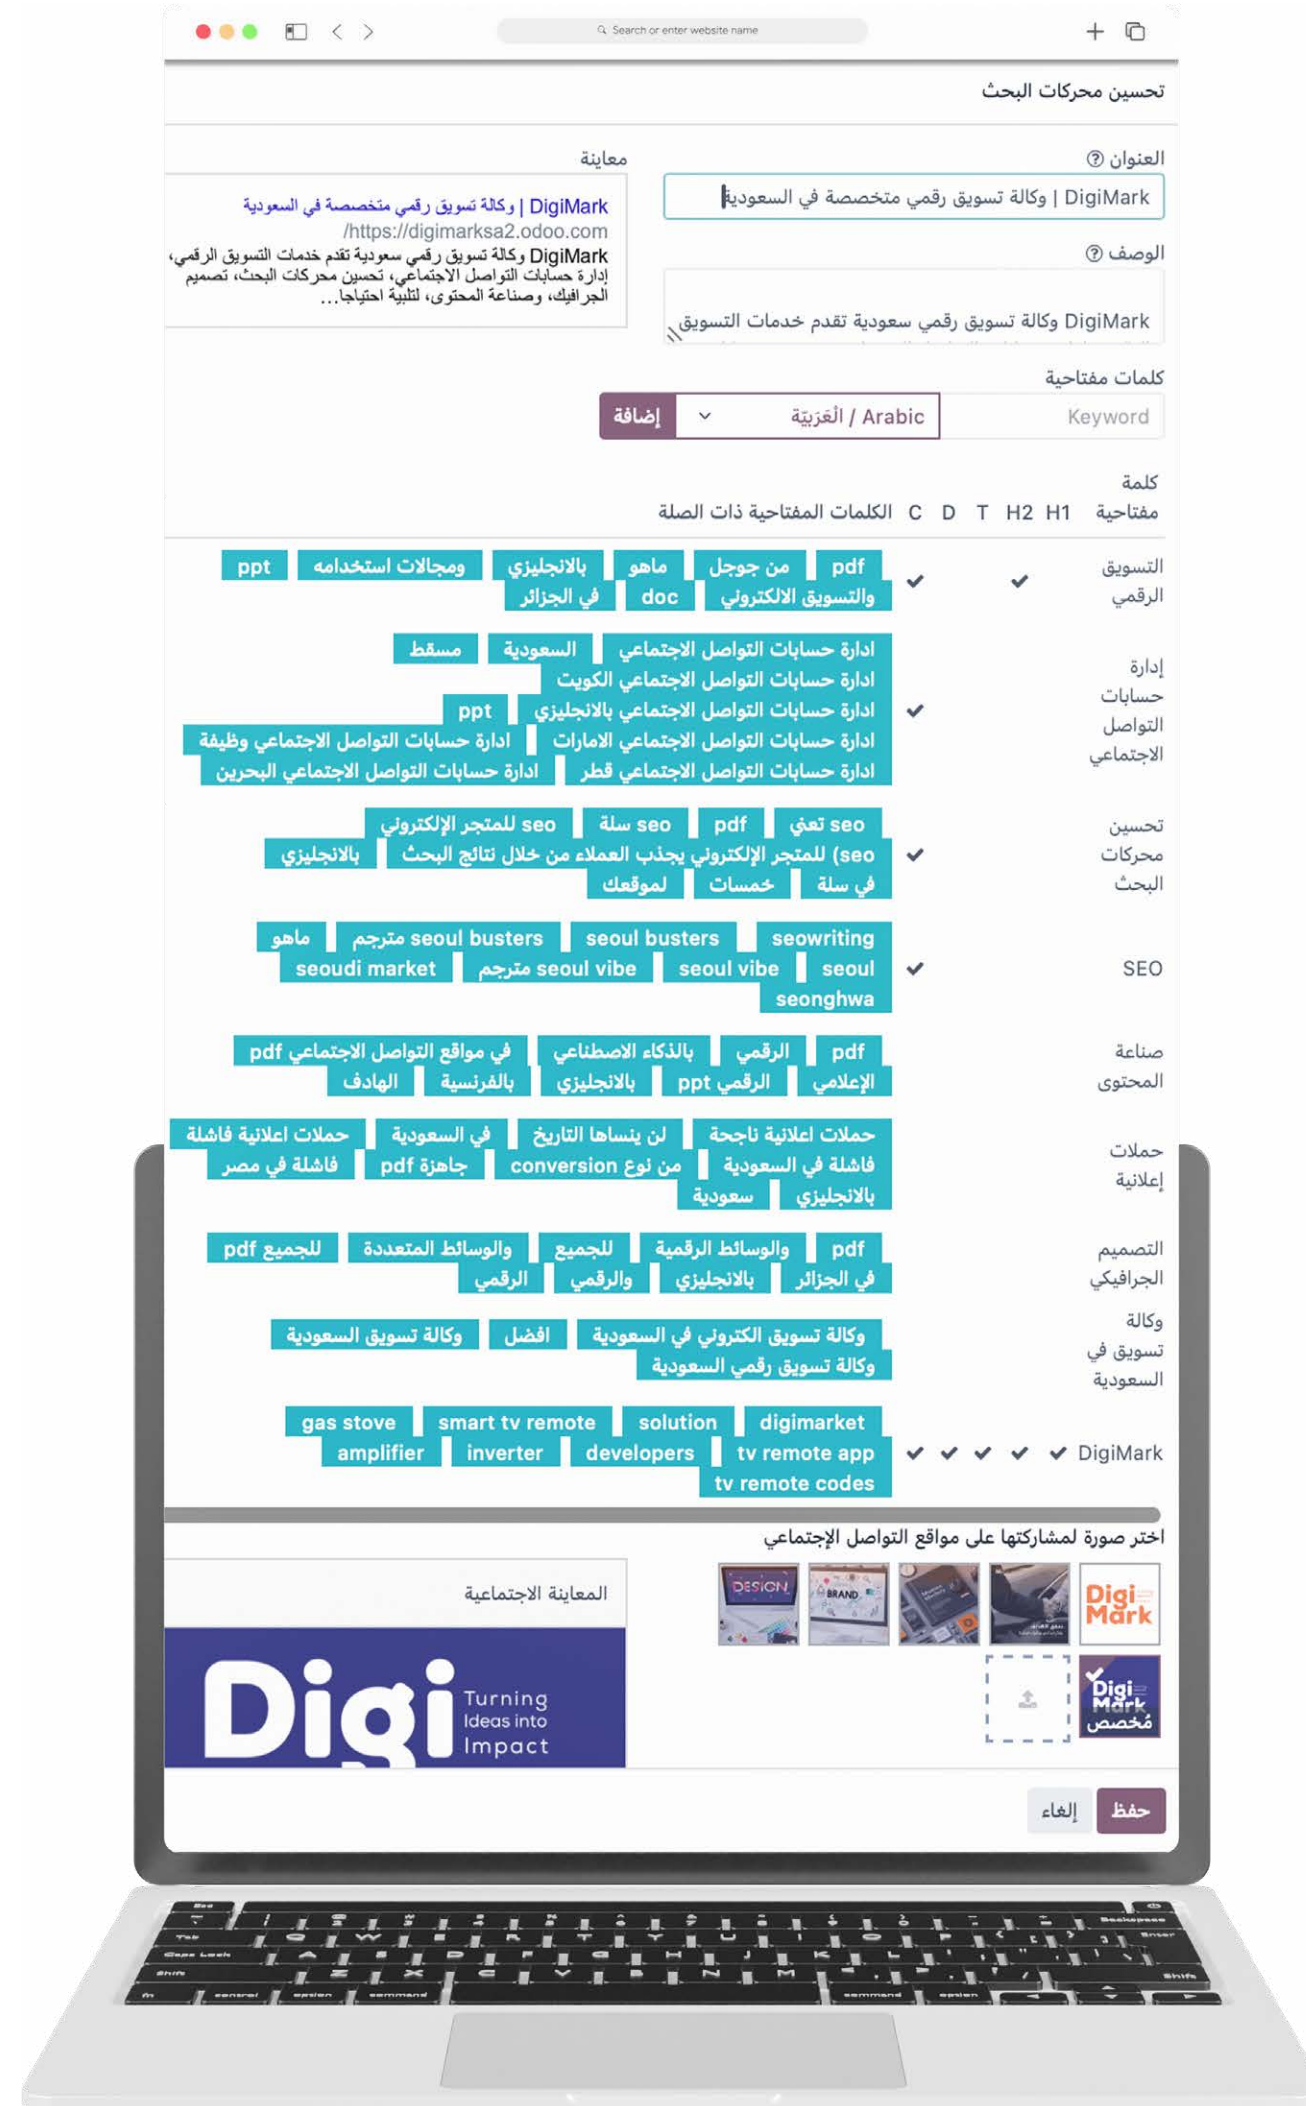 Search or enter website name
تحسين محركات البحث
العنوان
DigiMark | وكالة تسويق رقمي متخصصة في السعودية
الوصف
DigiMark وكالة تسويق رقمي سعودية تقدم خدمات التسويق
معاينة
DigiMark | وكالة تسويق رقمي متخصصة في السعودية
https://digimarksa2.odoo.com/
DigiMark وكالة تسويق رقمي سعودية تقدم خدمات التسويق الرقمي،
إدارة حسابات التواصل الاجتماعي، تحسين محركات البحث، تصميم
الجرافيك، وصناعة المحتوى، لتلبية احتياجا...
كلمات مفتاحية
Keyword
Arabic / الْعَرَبيّة
إضافة
كلمة
مفتاحية H1 H2 T D C الكلمات المفتاحية ذات الصلة
التسويق
الرقمي
pdf من جوجل ماهو بالانجليزي ومجالات استخدامه ppt
والتسويق الالكتروني doc في الجزائر
إدارة
حسابات
التواصل
الاجتماعي
ادارة حسابات التواصل الاجتماعي السعودية مسقط
ادارة حسابات التواصل الاجتماعي الكويت
ادارة حسابات التواصل الاجتماعي بالانجليزي ppt
ادارة حسابات التواصل الاجتماعي الامارات ادارة حسابات التواصل الاجتماعي وظيفة
ادارة حسابات التواصل الاجتماعي قطر ادارة حسابات التواصل الاجتماعي البحرين
تحسين
محركات
البحث
seo تعني pdf seo سلة seo للمتجر الإلكتروني
seo) للمتجر الإلكتروني يجذب العملاء من خلال نتائج البحث بالانجليزي
في سلة خمسات لموقعك
SEO
seowriting seoul busters seoul busters مترجم ماهو
seoul seoul vibe seoul vibe مترجم seoudi market
seonghwa
صناعة
المحتوى
pdf الرقمي بالذكاء الاصطناعي في مواقع التواصل الاجتماعي pdf
الإعلامي الرقمي ppt بالانجليزي بالفرنسية الهادف
حملات
إعلانية
حملات اعلانية ناجحة لن ينساها التاريخ في السعودية حملات اعلانية فاشلة
فاشلة في السعودية من نوع conversion جاهزة pdf فاشلة في مصر
بالانجليزي سعودية
التصميم
الجرافيكي
pdf والوسائط الرقمية للجميع والوسائط المتعددة للجميع pdf
في الجزائر بالانجليزي والرقمي الرقمي
وكالة
تسويق في
السعودية
وكالة تسويق الكتروني في السعودية افضل وكالة تسويق السعودية
وكالة تسويق رقمي السعودية
DigiMark
digimarket solution smart tv remote gas stove
tv remote app developers inverter amplifier
tv remote codes
اختر صورة لمشاركتها على مواقع التواصل الإجتماعي
Digi
Mark
BRAND
DESIGN
Digi
Mark
مُخصص
المعاينة الاجتماعية
Digi
Turning
Ideas into
Impact
حفظ
إلغاء